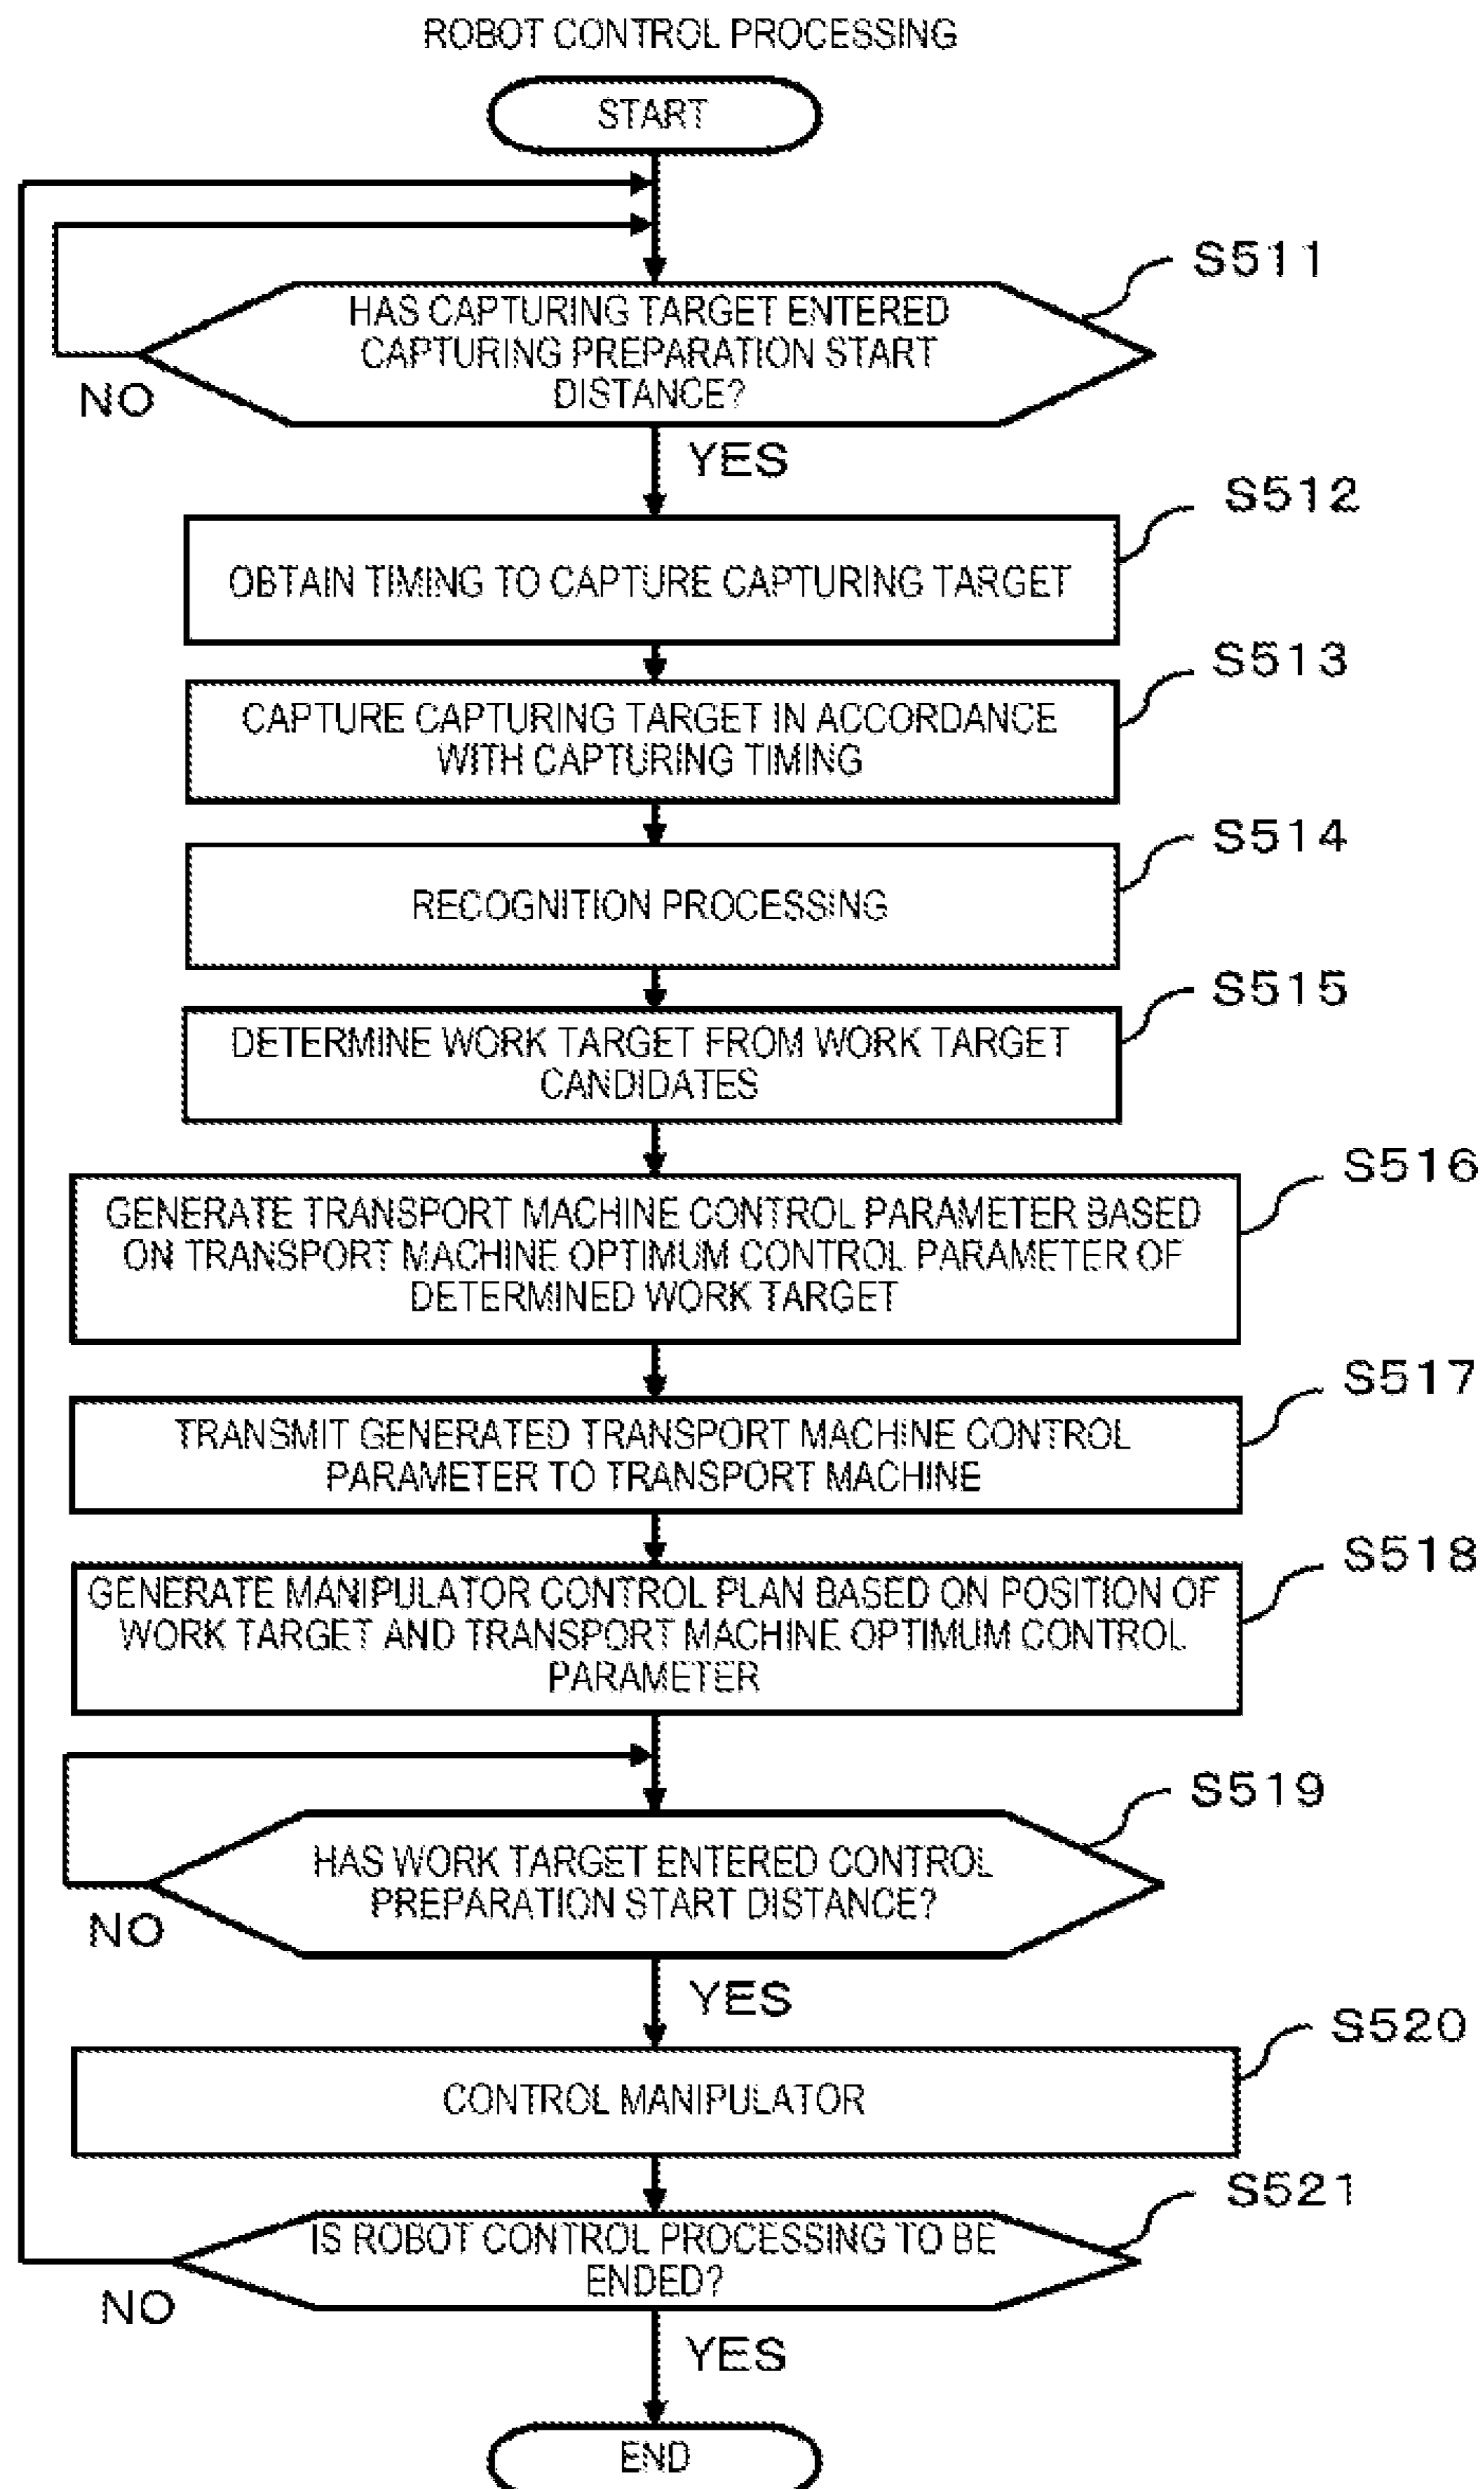 ROBOT CONTROL PROCESSING
START
S511
HAS CAPTURING TARGET ENTERED
CAPTURING PREPARATION START
DISTANCE?
NO
YES
S512
OBTAIN TIMING TO CAPTURE CAPTURING TARGET
S513
CAPTURE CAPTURING TARGET IN ACCORDANCE
WITH CAPTURING TIMING
S514
RECOGNITION PROCESSING
S515
DETERMINE WORK TARGET FROM WORK TARGET
CANDIDATES
S516
GENERATE TRANSPORT MACHINE CONTROL PARAMETER BASED
ON TRANSPORT MACHINE OPTIMUM CONTROL PARAMETER OF
DETERMINED WORK TARGET
S517
TRANSMIT GENERATED TRANSPORT MACHINE CONTROL
PARAMETER TO TRANSPORT MACHINE
S518
GENERATE MANIPULATOR CONTROL PLAN BASED ON POSITION OF
WORK TARGET AND TRANSPORT MACHINE OPTIMUM CONTROL
PARAMETER
S519
HAS WORK TARGET ENTERED CONTROL
PREPARATION START DISTANCE?
NO
YES
S520
CONTROL MANIPULATOR
S521
IS ROBOT CONTROL PROCESSING TO BE
ENDED?
NO
YES
END